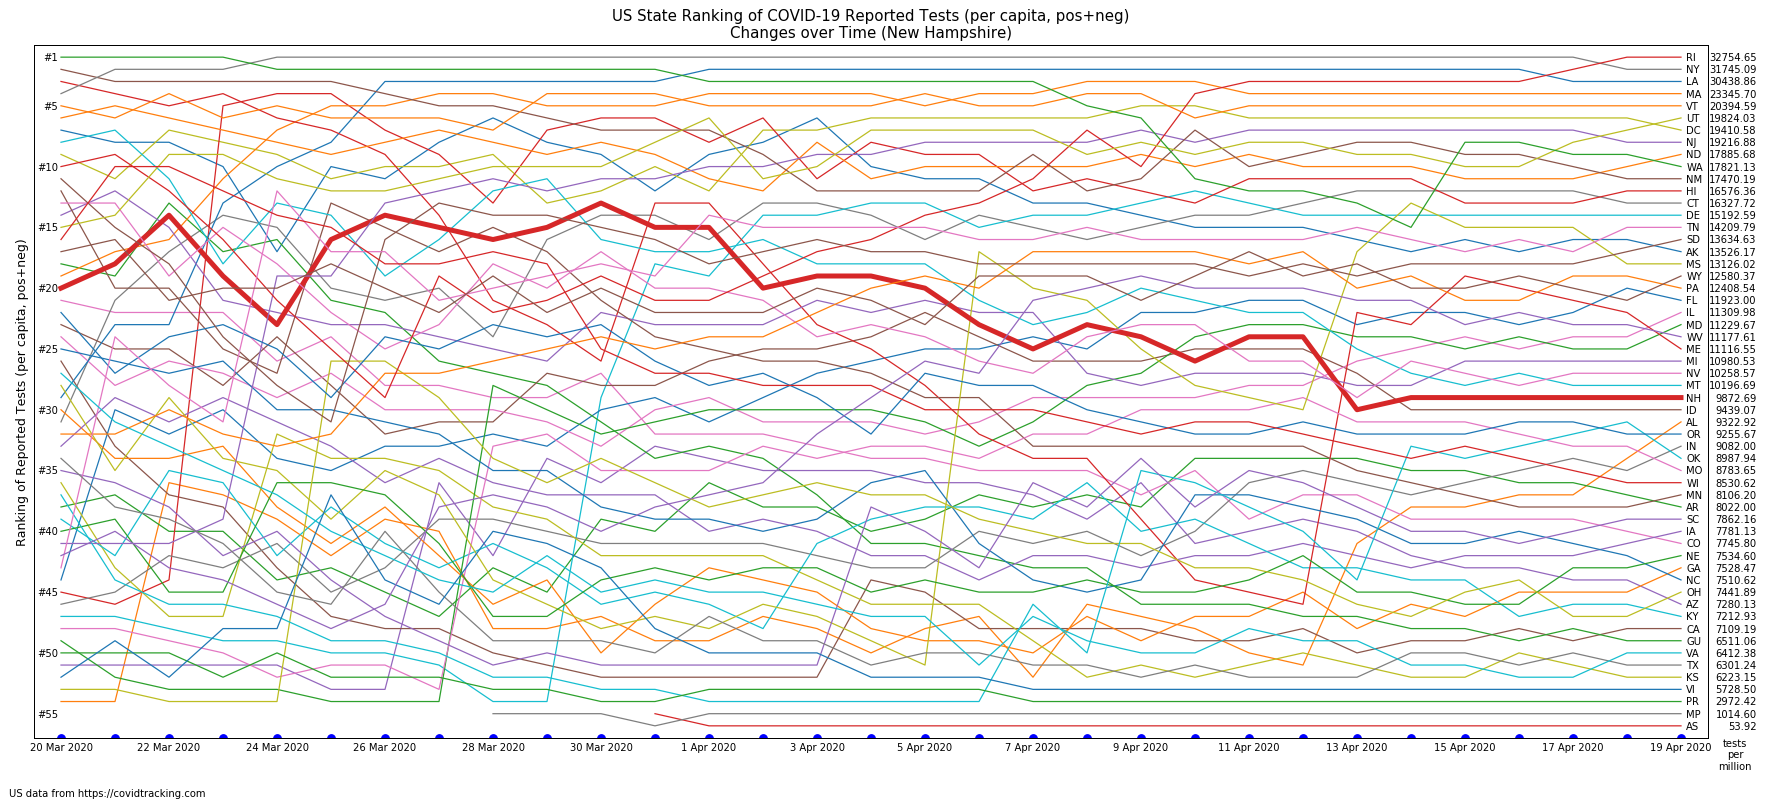 US State Ranking of COVID-19 Reported Tests (per capita, pos+neg)
Changes over Time (New Hampshire)
Ranking of Reported Tests (per capita, pos+neg)
#1
#5
#10
#15
#20
#25
#30
#35
#40
#45
#50
#55
RI 32754.65
NY 31745.09
LA 30438.86
MA 23345.70
VT 20394.59
UT 19824.03
DC 19410.58
NJ 19216.88
ND 17885.68
WA 17821.13
NM 17470.19
HI 16576.36
CT 16327.72
DE 15192.59
TN 14209.79
SD 13634.63
AK 13526.17
MS 13126.02
WY 12580.37
PA 12408.54
FL 11923.00
IL 11309.98
MD 11229.67
WV 11177.61
ME 11116.55
MI 10980.53
NV 10258.57
MT 10196.69
NH 9872.69
ID 9439.07
AL 9322.92
OR 9255.67
IN 9082.00
OK 8987.94
MO 8783.65
WI 8530.62
MN 8106.20
AR 8022.00
SC 7862.16
IA 7781.13
CO 7745.80
NE 7534.60
GA 7528.47
NC 7510.62
OH 7441.89
AZ 7280.13
KY 7212.93
CA 7109.19
GU 6511.06
VA 6412.38
TX 6301.24
KS 6223.15
VI 5728.50
PR 2972.42
MP 1014.60
AS 53.92
20 Mar 2020 22 Mar 2020 24 Mar 2020 26 Mar 2020 28 Mar 2020 30 Mar 2020 1 Apr 2020 3 Apr 2020 5 Apr 2020 7 Apr 2020 9 Apr 2020 11 Apr 2020 13 Apr 2020 15 Apr 2020 17 Apr 2020 19 Apr 2020
tests
per
million
US data from https://covidtracking.com